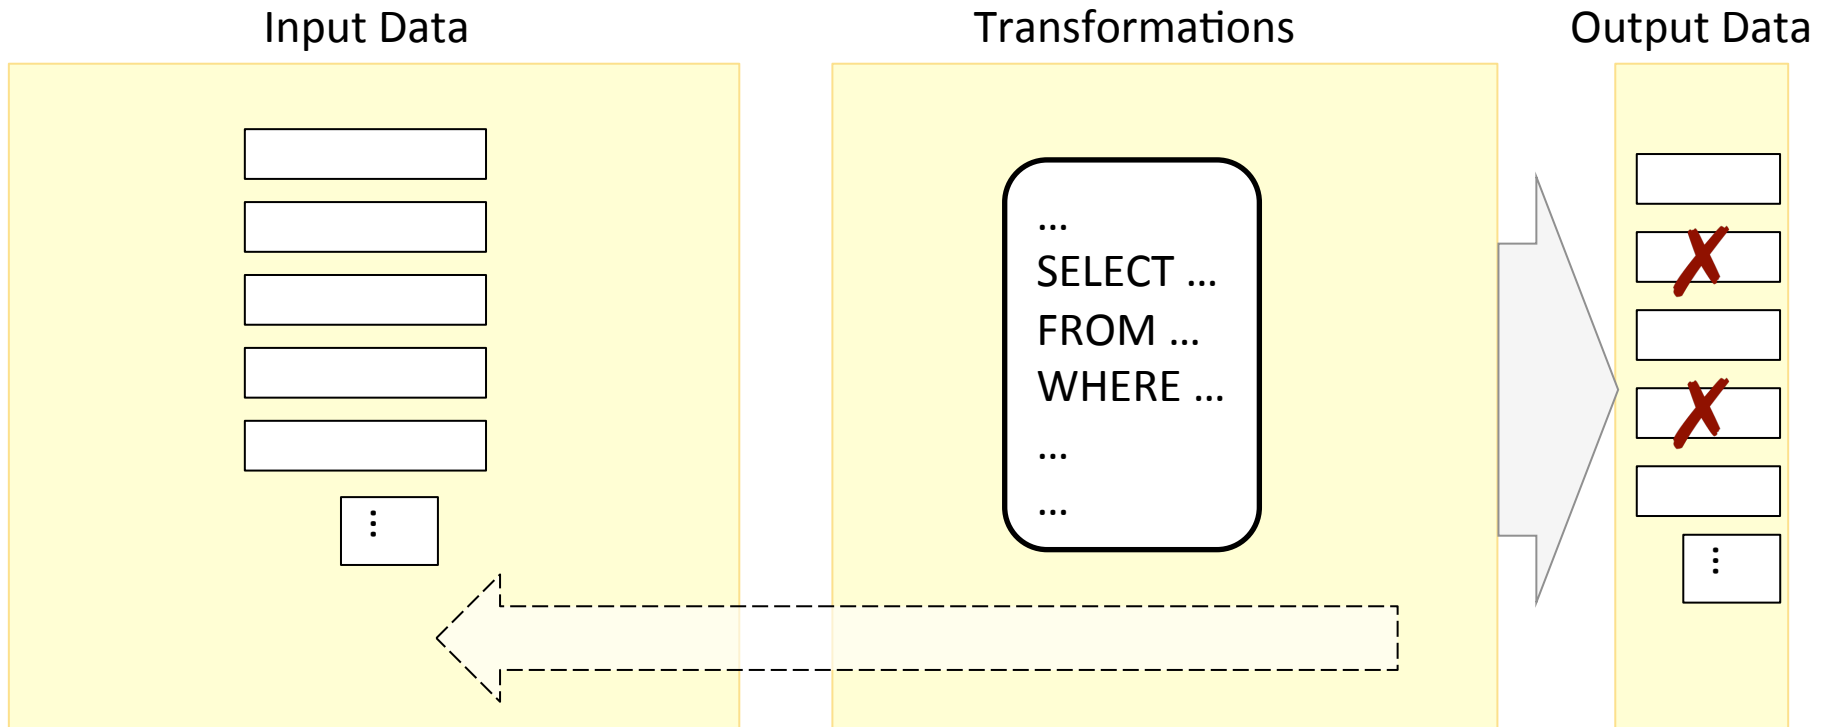 Input Data
Transformations
Output Data
...
SELECT ...
FROM ...
WHERE ...
...
...
⋮
⋮